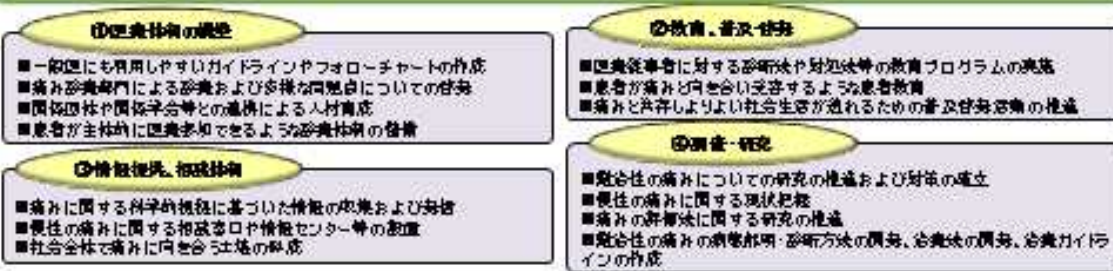 ①医療体制の構築
■一般医にも利用しやすいガイドラインやフォローチャートの作成
■痛み診療部門による診療および多様な問題点についての啓発
■関係団体や関係学会等との連携による人材育成
■患者が主体的に医療参加できるような診療体制の整備
②教育、普及・啓発
■医療従事者に対する診断法や対処法等の教育プログラムの実施
■患者が痛みと向き合い受容するような患者教育
■痛みと共存しよりよい社会生活が送れるための普及啓発活動の推進
③情報提供、相談体制
■痛みに関する科学的根拠に基づいた情報の収集および発信
■慢性の痛みに関する相談窓口や情報センター等の設置
■社会全体で痛みに向き合う土壌の醸成
④調査・研究
■難治性の痛みについての研究の推進および対策の確立
■慢性の痛みに関する現状把握
■痛みの評価法に関する研究の推進
■難治性の痛みの病態解明・診断方法の開発、治療法の開発、治療ガイドラ
インの作成